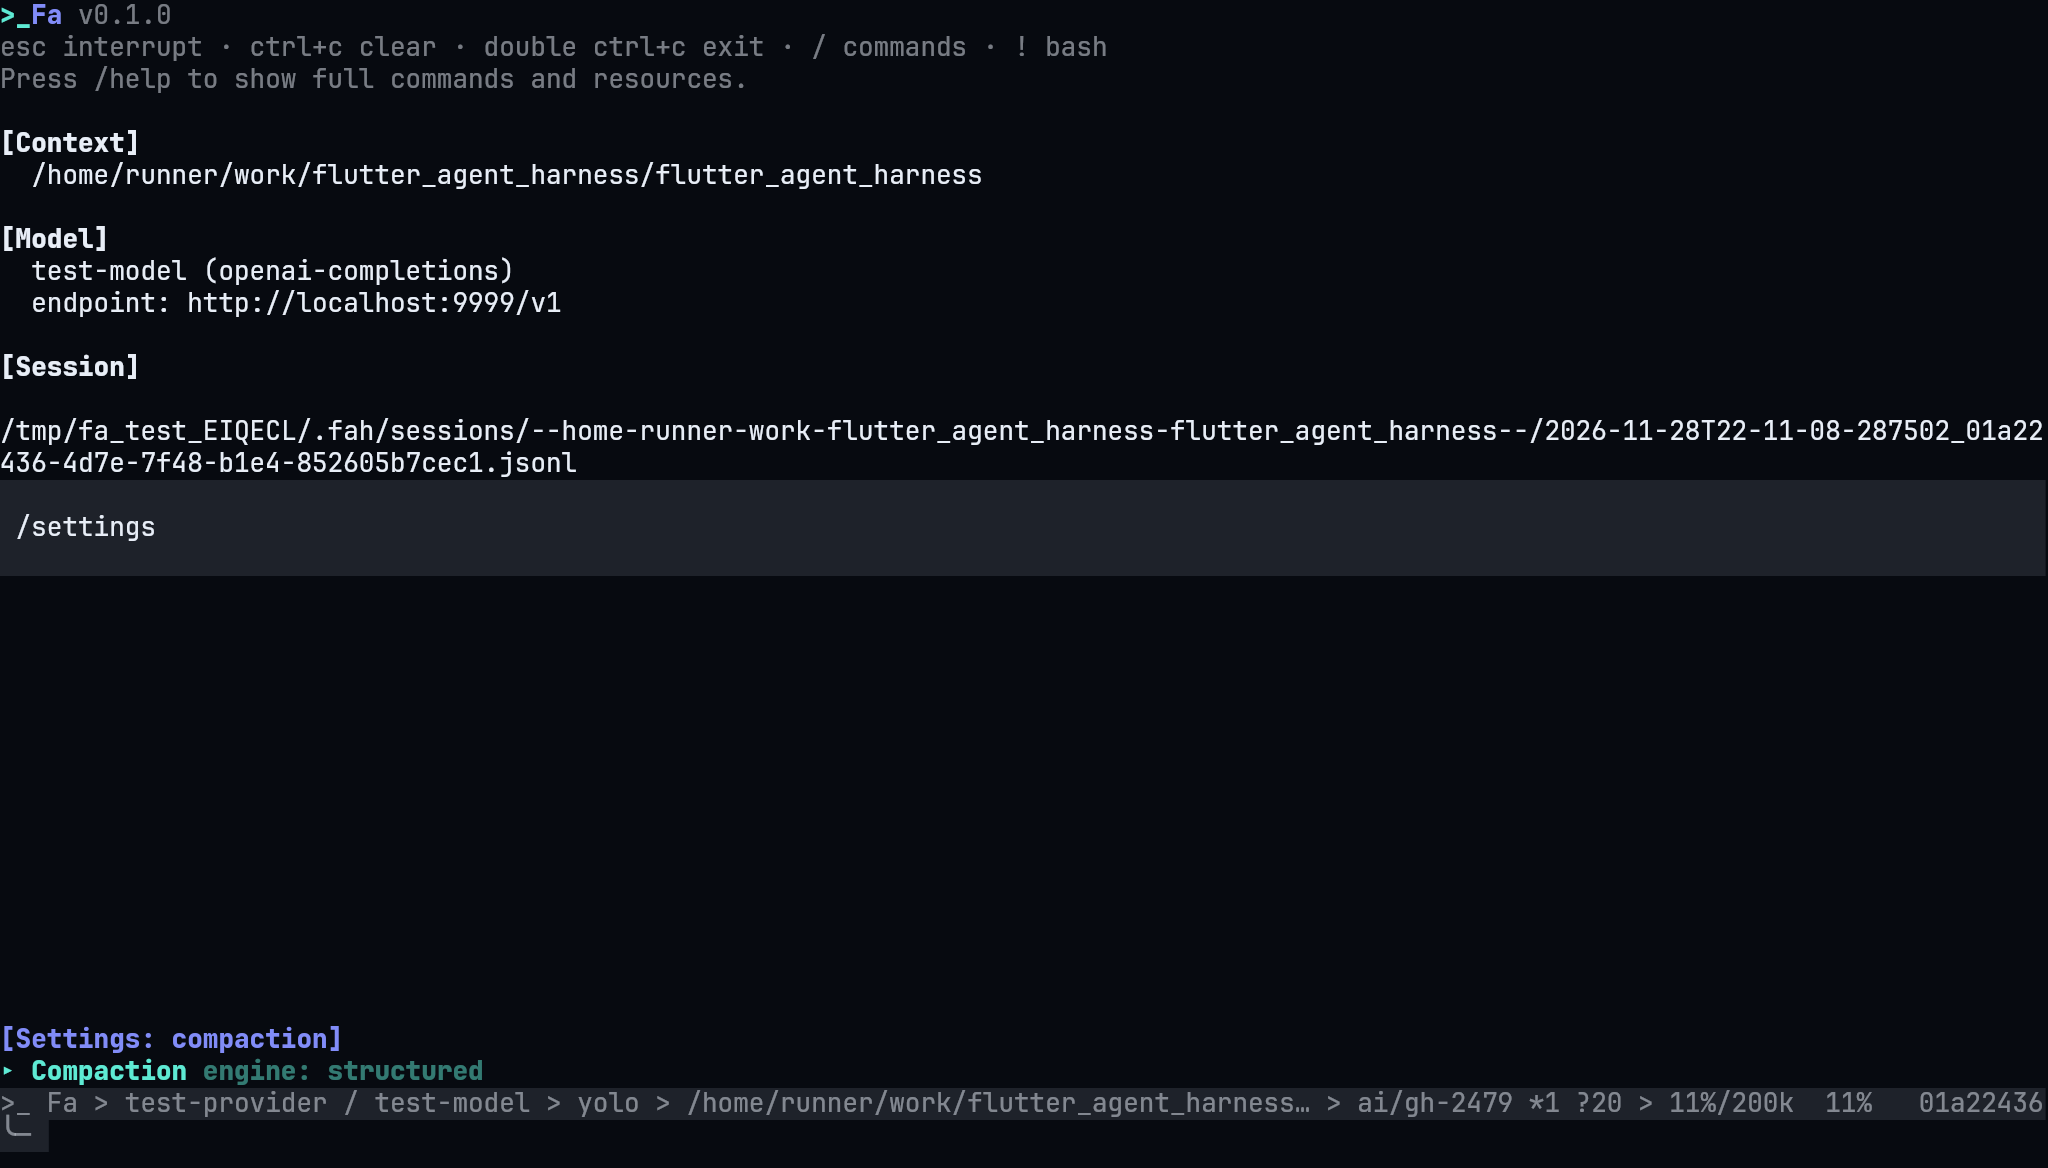 >_Fa v0.1.0
esc interrupt · ctrl+c clear · double ctrl+c exit · / commands · ! bash
Press /help to show full commands and resources.
[Context]
/home/runner/work/flutter_agent_harness/flutter_agent_harness
[Model]
test-model (openai-completions)
endpoint: http://localhost:9999/v1
[Session]
/tmp/fa_test_EIQECL/.fah/sessions/--home-runner-work-flutter_agent_harness-flutter_agent_harness--/2026-11-28T22-11-08-287502_01a22
436-4d7e-7f48-b1e4-852605b7cec1.jsonl
/settings
[Settings: compaction]
▸ Compaction engine: structured
>_ Fa > test-provider / test-model > yolo > /home/runner/work/flutter_agent_harness… > ai/gh-2479 *1 ?20 > 11%/200k 11% 01a22436